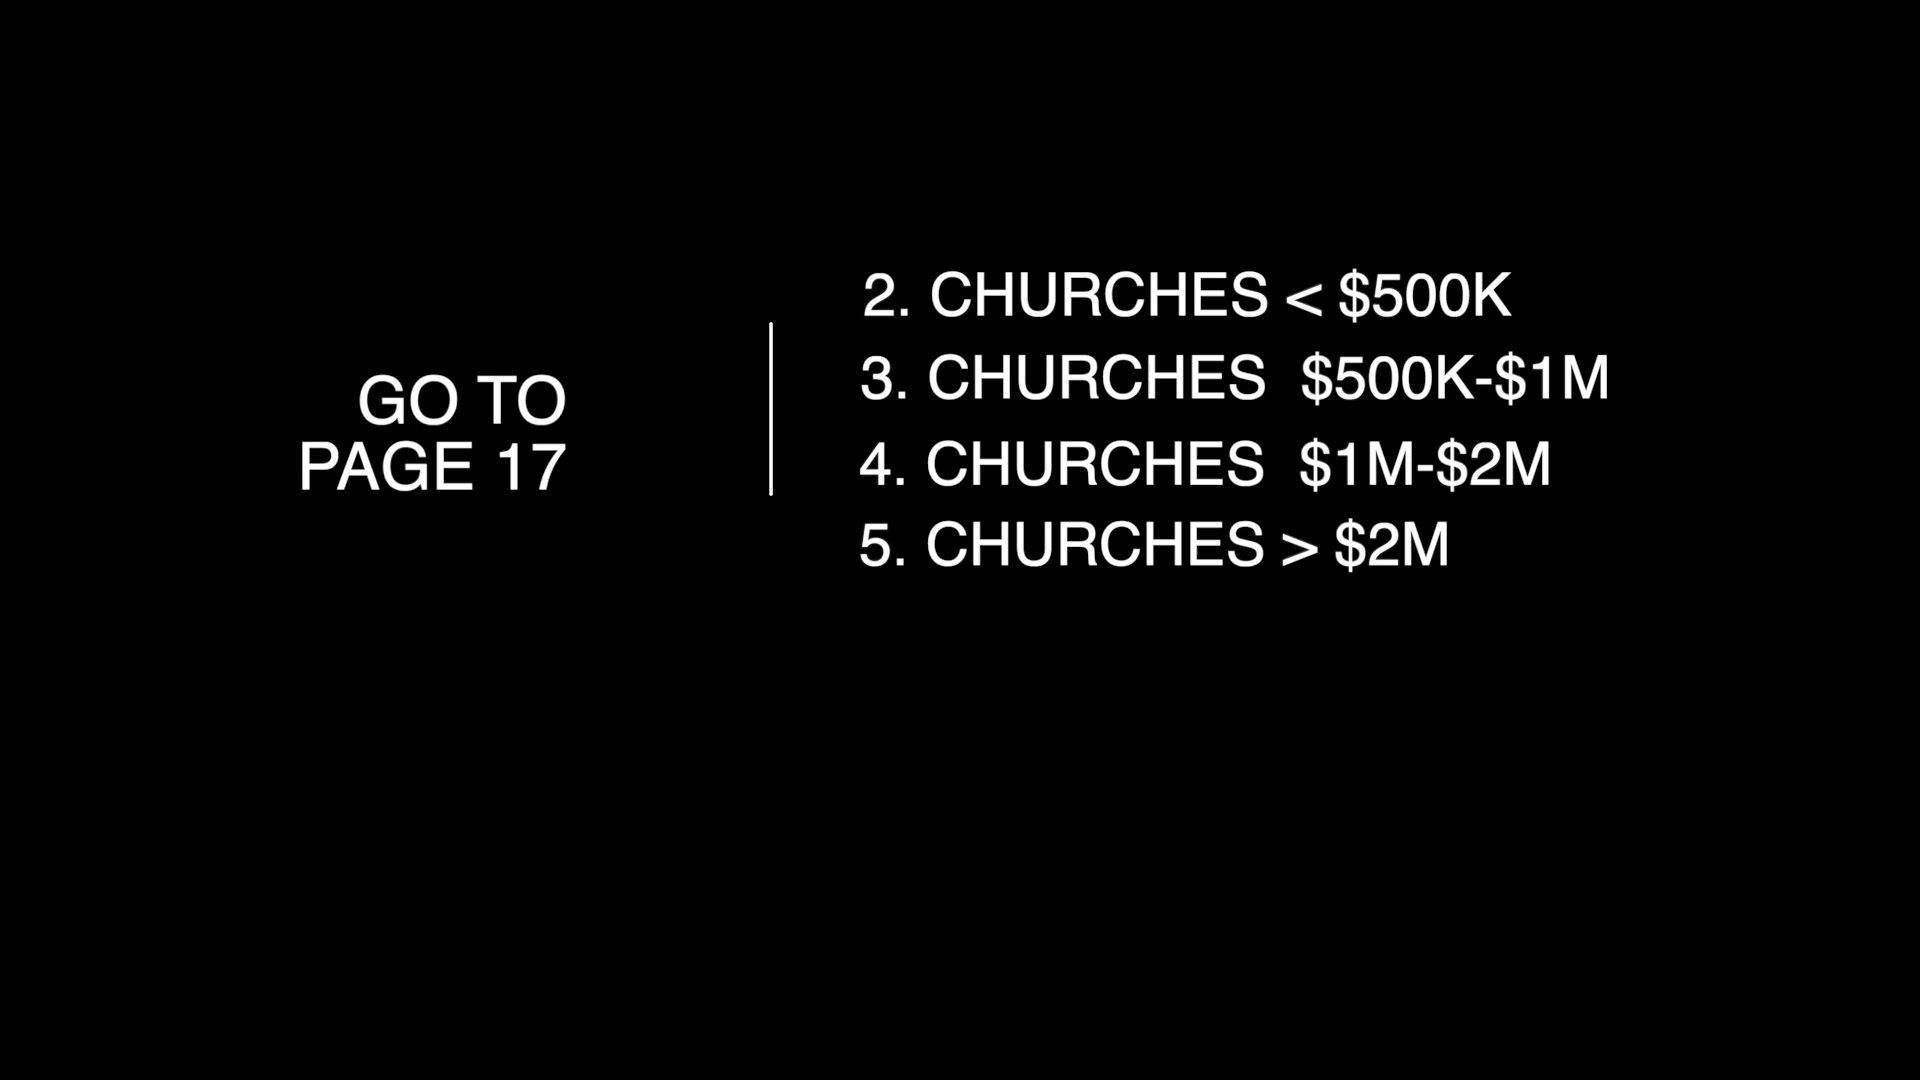 GO TO
PAGE 17
2. CHURCHES < $500K
3. CHURCHES $500K-$1M
4. CHURCHES $1M-$2M
5. CHURCHES > $2M